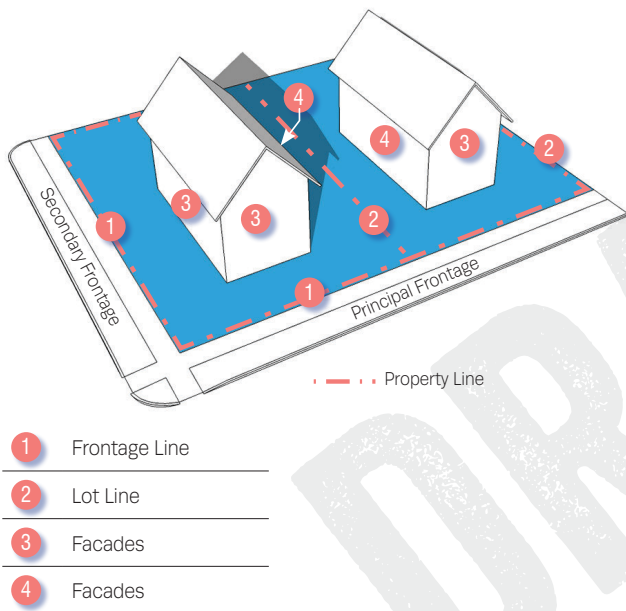 4
4
3
2
3
3
1
2
1
Secondary Frontage
Principal Frontage
Property Line
1 Frontage Line
2 Lot Line
3 Facades
4 Facades